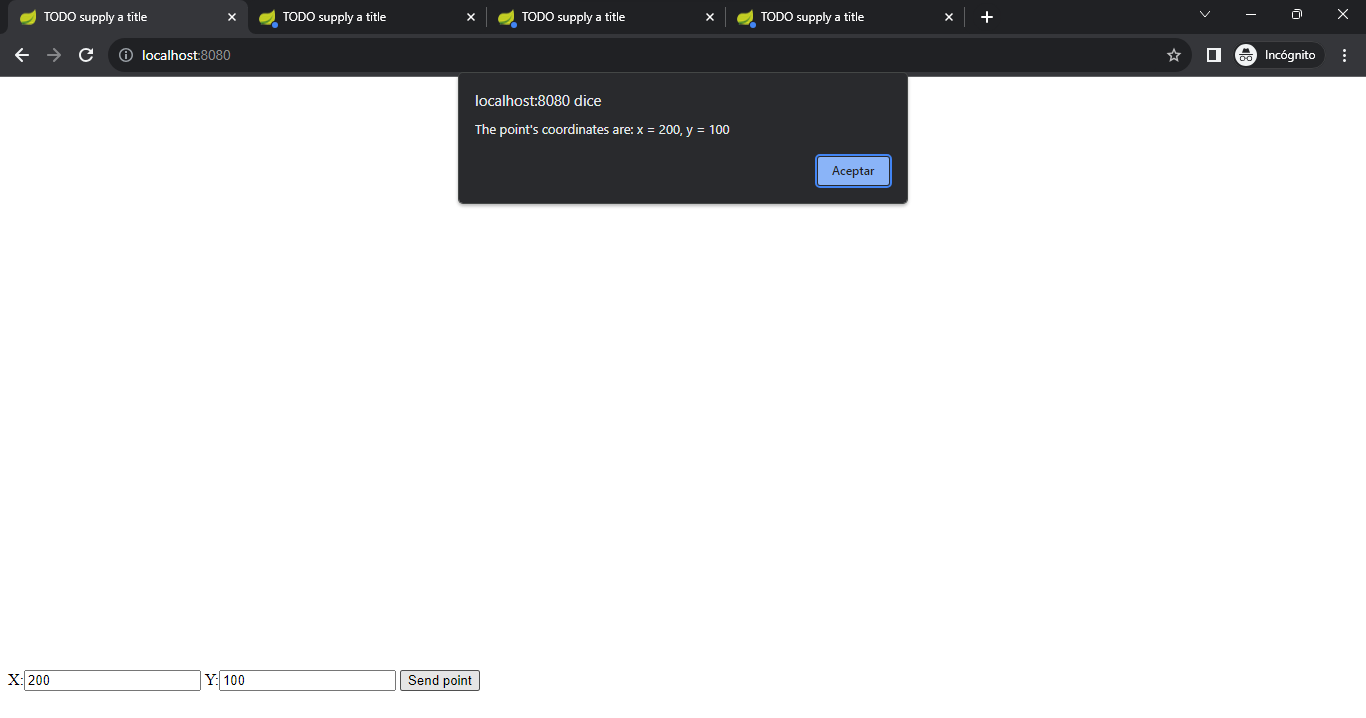 TODO supply a title
TODO supply a title
TODO supply a title
TODO supply a title
localhost:8080
Incógnito
localhost:8080 dice
The point's coordinates are: x = 200, y = 100
Aceptar
X: 200 Y: 100 Send point